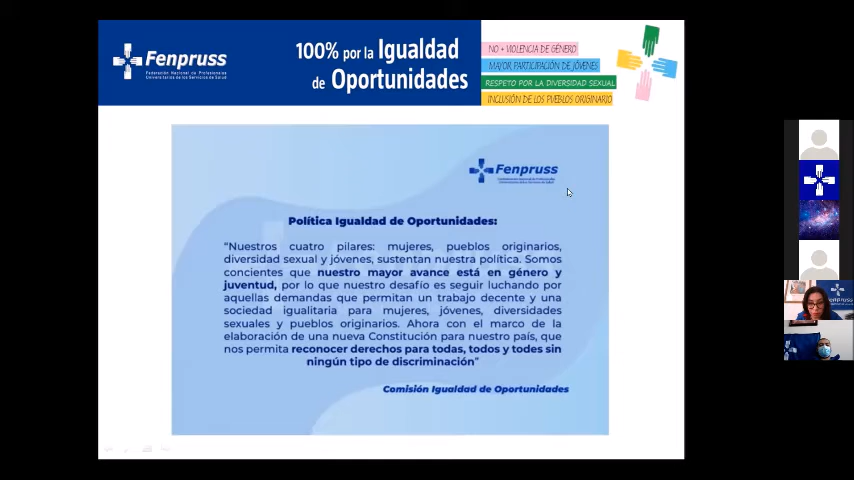 Fenpruss
Federación Nacional de Profesionales
Universitarios de los Servicios de Salud
100% por la Igualdad
de Oportunidades
NO + VIOLENCIA DE GÉNERO
MAYOR PARTICIPACIÓN DE JÓVENES
RESPETO POR LA DIVERSIDAD SEXUAL
INCLUSIÓN DE LOS PUEBLOS ORIGINARIO
Fenpruss
Política Igualdad de Oportunidades:
“Nuestros cuatro pilares: mujeres, pueblos originarios,
diversidad sexual y jóvenes, sustentan nuestra política. Somos
concientes que nuestro mayor avance está en género y
juventud, por lo que nuestro desafío es seguir luchando por
aquellas demandas que permitan un trabajo decente y una
sociedad igualitaria para mujeres, jóvenes, diversidades
sexuales y pueblos originarios. Ahora con el marco de la
elaboración de una nueva Constitución para nuestro país, que
nos permita reconocer derechos para todas, todos y todes sin
ningún tipo de discriminación”
Comisión Igualdad de Oportunidades